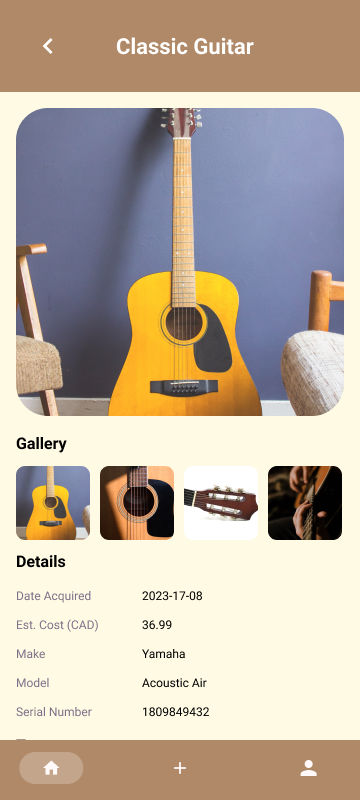 Classic Guitar
Gallery
Details
Date Acquired 2023-17-08
Est. Cost (CAD) 36.99
Make Yamaha
Model Acoustic Air
Serial Number 1809849432